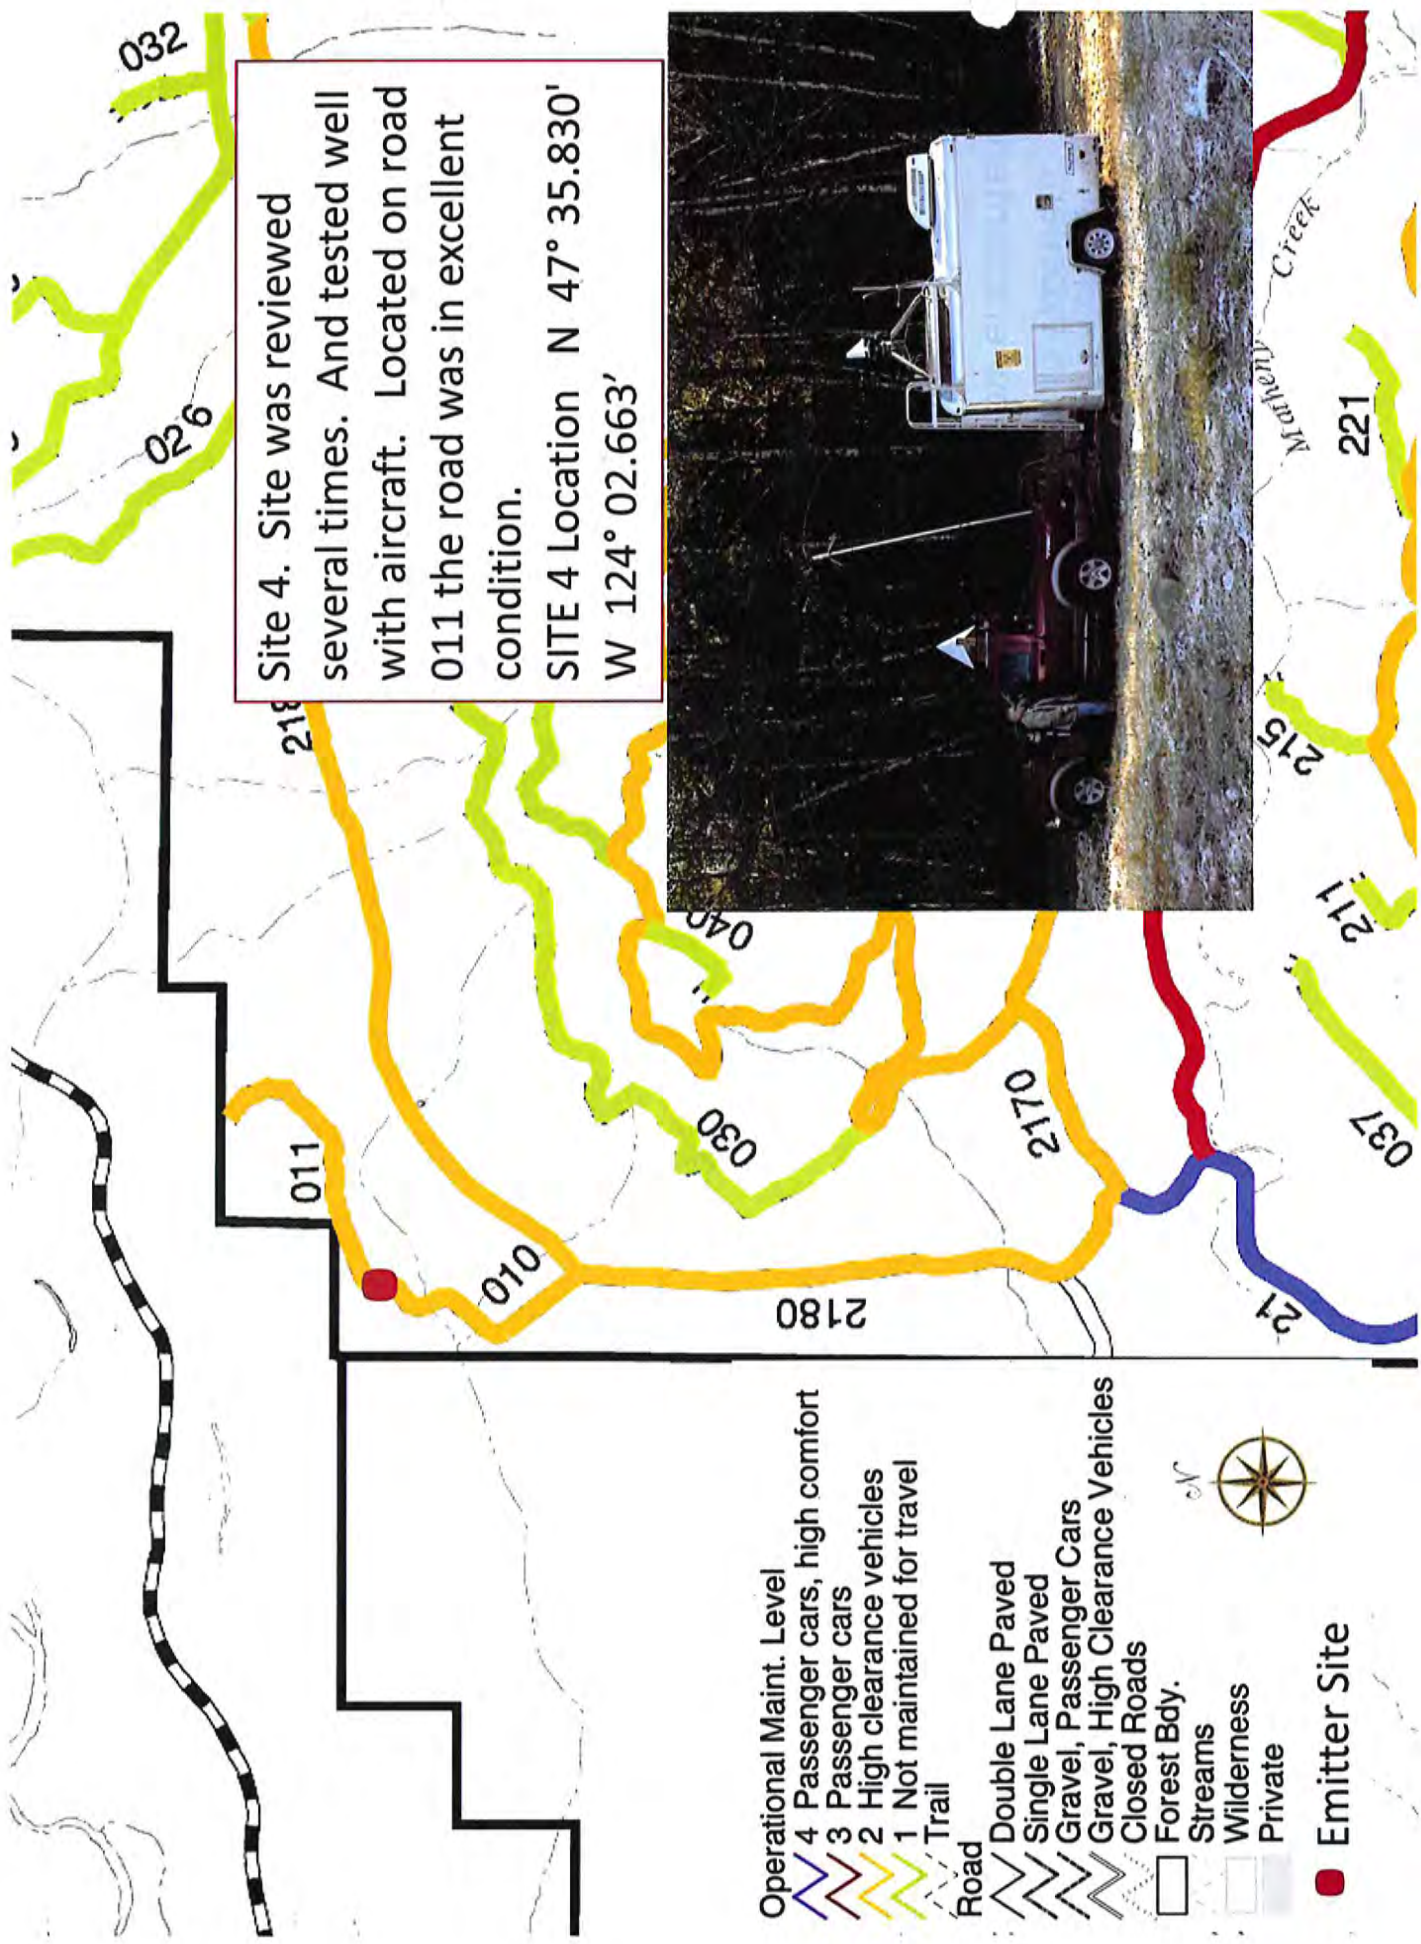 Site 4. Site was reviewed
several times. And tested well
with aircraft. Located on road
011 the road was in excellent
condition.
SITE 4 Location N 47° 35.830'
W 124° 02.663’
032
026
218
011
010
030
040
2180
2170
21
037
211
215
221
Creek
Operational Maint. Level
4 Passenger cars, high comfort
3 Passenger cars
2 High clearance vehicles
1 Not maintained for travel
Trail
Road
Double Lane Paved
Single Lane Paved
Gravel, Passenger Cars
Gravel, High Clearance Vehicles
Closed Roads
Forest Bdy.
Streams
Wilderness
Private
Emitter Site
N